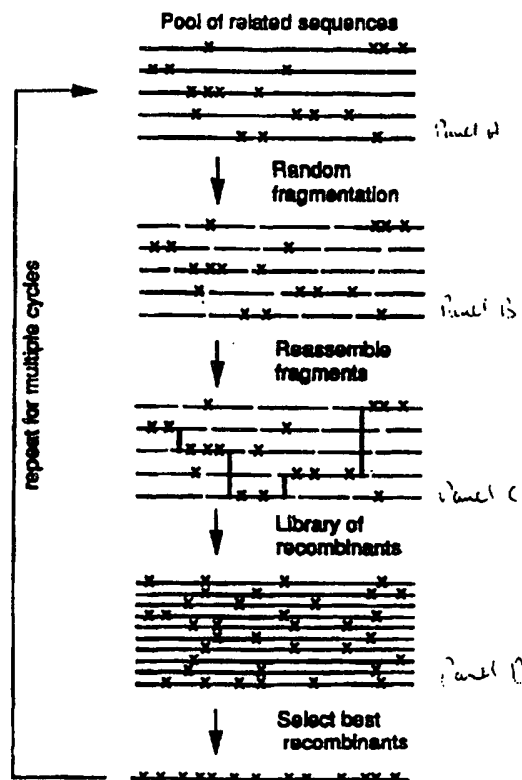 Pool of related sequences
Panel A
Random
fragmentation
Panel B
Reassemble
fragments
repeat for multiple cycles
Panel C
Library of
recombinants
Panel D
Select best
recombinants